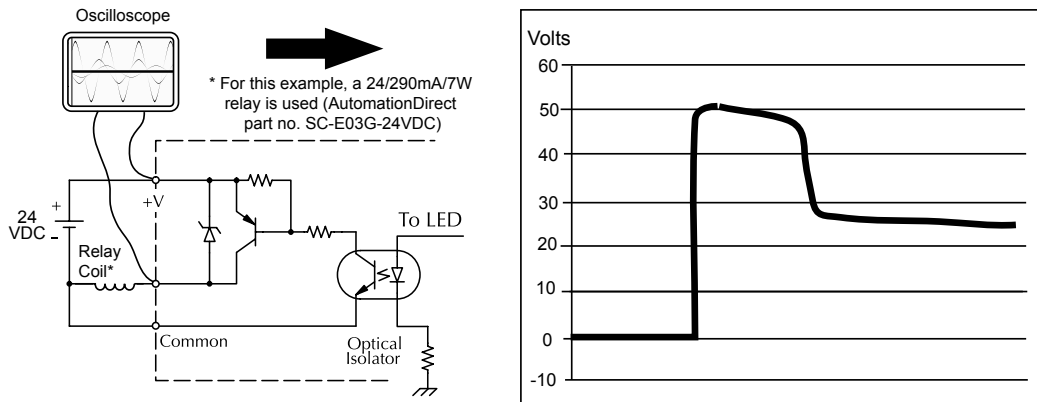 Oscilloscope
* For this example, a 24/290mA/7W
relay is used (AutomationDirect
part no. SC-E03G-24VDC)
+
24
VDC
-
+V
Relay
Coil*
Common
To LED
Optical
Isolator
Volts
60
50
40
30
20
10
0
-10